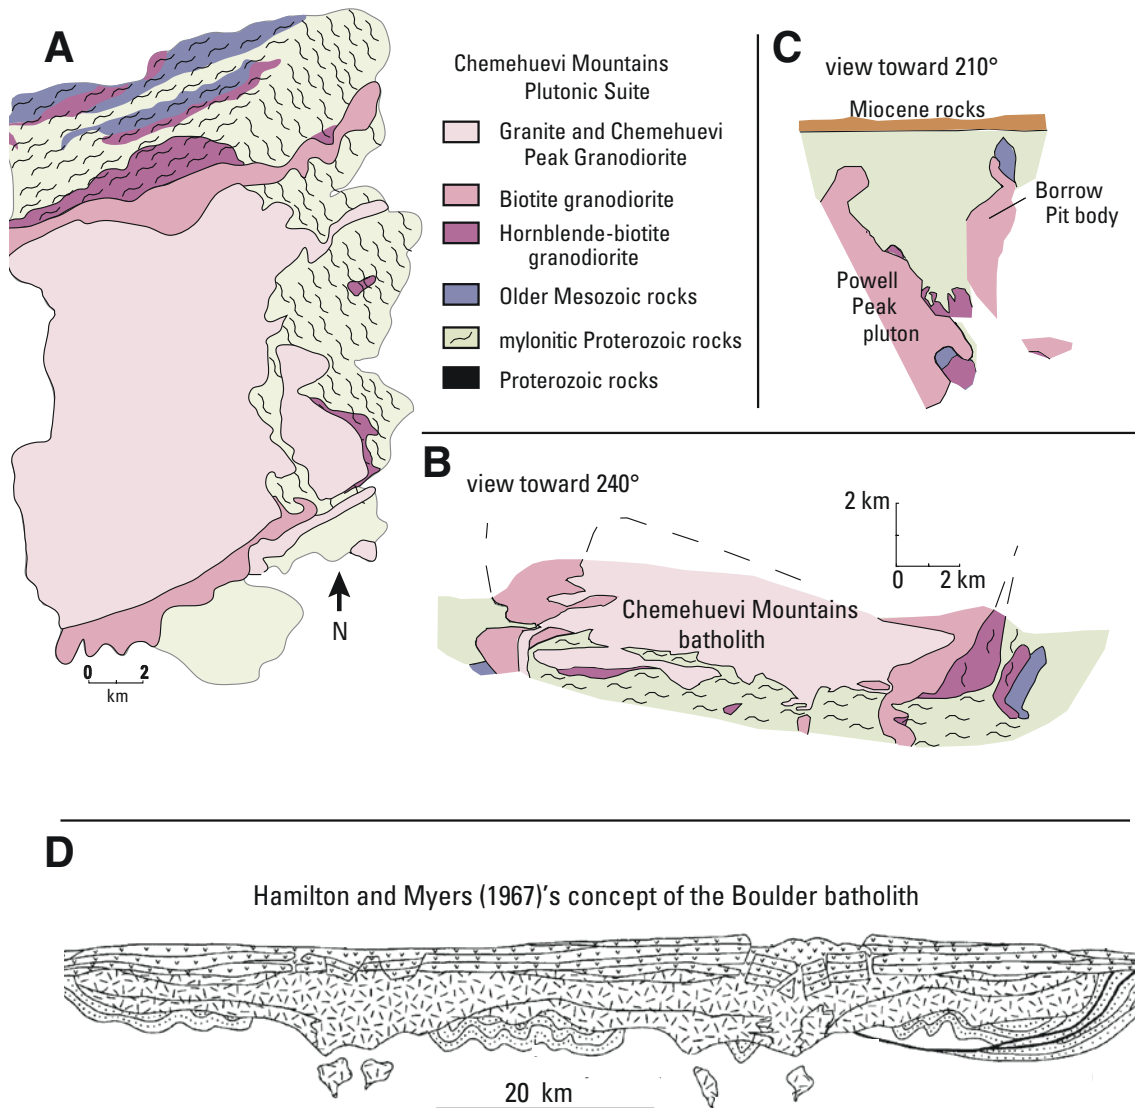 A
Chemehuevi Mountains
Plutonic Suite
Granite and Chemehuevi
Peak Granodiorite
Biotite granodiorite
Hornblende-biotite
granodiorite
Older Mesozoic rocks
mylonitic Proterozoic rocks
Proterozoic rocks
N
0 2
km
C
view toward 210°
Miocene rocks
Borrow
Pit body
Powell
Peak
pluton
B
view toward 240°
2 km
0 2 km
Chemehuevi Mountains
batholith
D
Hamilton and Myers (1967)'s concept of the Boulder batholith
20 km